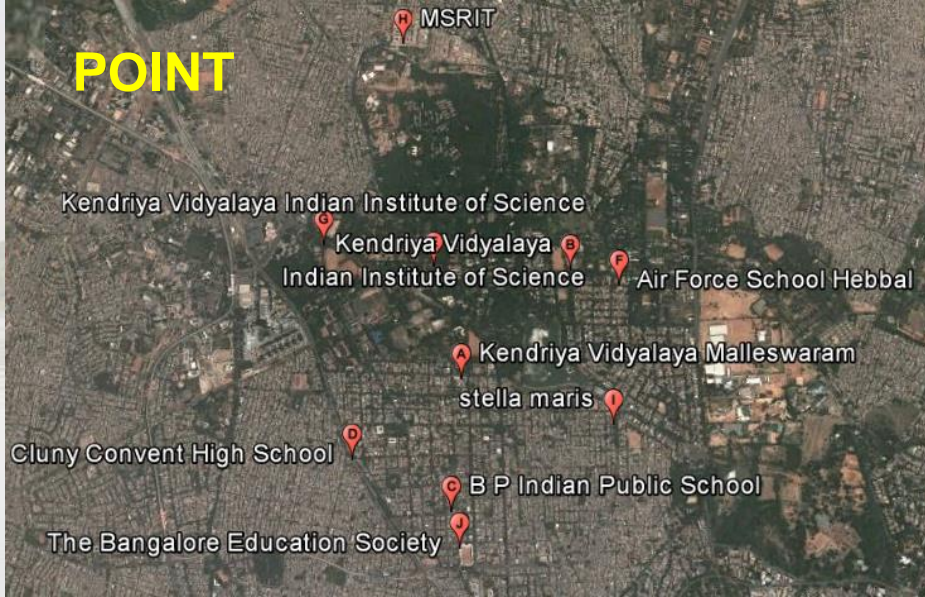 H MSRIT
POINT
Kendriya Vidyalaya Indian Institute of Science
G
Kendriya Vidyalaya B
F
Indian Institute of Science
Air Force School Hebbal
A Kendriya Vidyalaya Malleswaram
stella maris I
D
Cluny Convent High School
C B P Indian Public School
J
The Bangalore Education Society